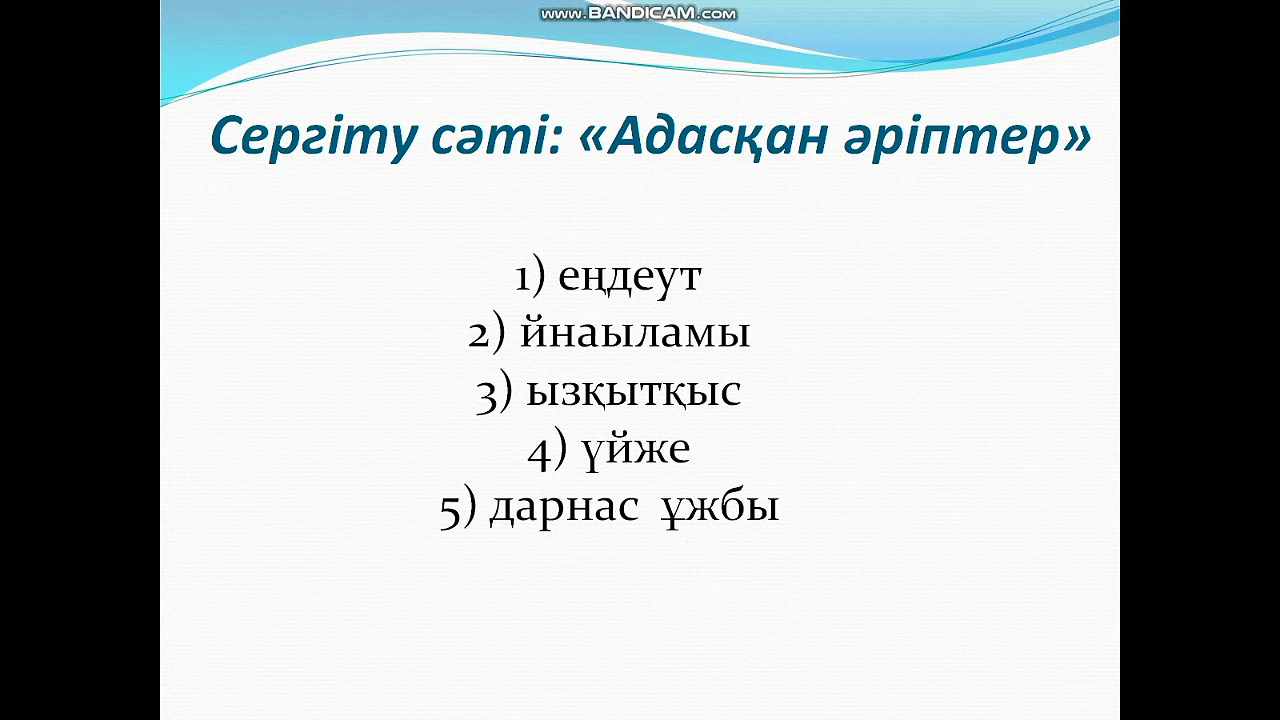 www.BANDICAM.com
Сергіту сәті: «Адасқан әріптер»
1) еңдеут
2) йнаыламы
3) ызқытқыс
4) үйже
5) дарнас ұжбы